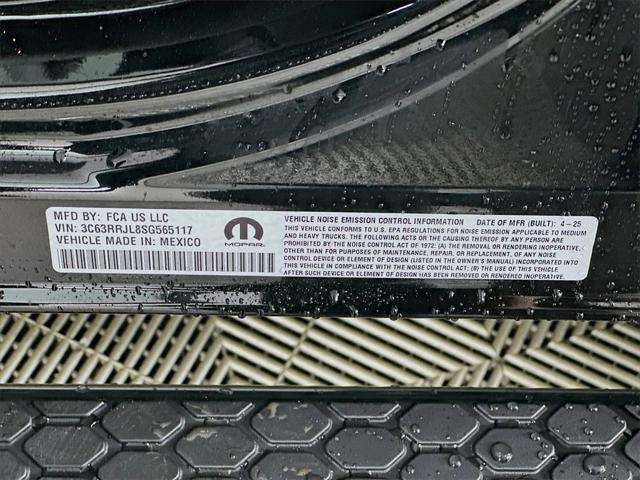 MFD BY: FCA US LLC
VIN: 3C63RRJL8SG565117
VEHICLE MADE IN: MEXICO
MOPAR
VEHICLE NOISE EMISSION CONTROL INFORMATION DATE OF MFR (BUILT): 4-25
THIS VEHICLE CONFORMS TO U.S. EPA REGULATIONS FOR NOISE EMISSION APPLICABLE TO MEDIUM
AND HEAVY TRUCKS. THE FOLLOWING ACTS OR THE CAUSING THEREOF BY ANY PERSON ARE
PROHIBITED BY THE NOISE CONTROL ACT OF 1972: (A) THE REMOVAL OR RENDERING INOPERATIVE,
OTHER THAN FOR PURPOSES OF MAINTENANCE, REPAIR, OR REPLACEMENT, OF ANY NOISE
CONTROL DEVICE OR ELEMENT OF DESIGN (LISTED IN THE OWNER'S MANUAL) INCORPORATED INTO
THIS VEHICLE IN COMPLIANCE WITH THE NOISE CONTROL ACT; (B) THE USE OF THIS VEHICLE
AFTER SUCH DEVICE OR ELEMENT OF DESIGN HAS BEEN REMOVED OR RENDERED INOPERATIVE.